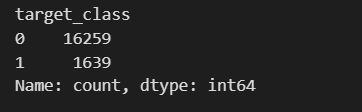 target_class
0    16259
1     1639
Name: count, dtype: int64